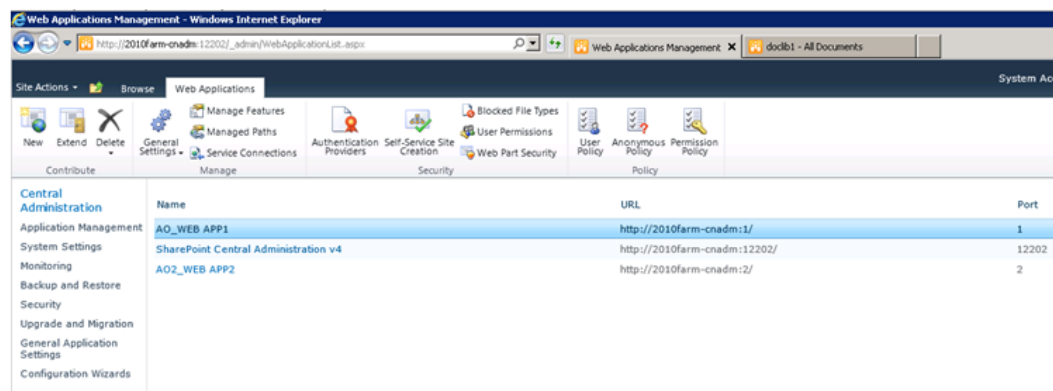 Web Applications Management - Windows Internet Explorer
http://2010farm-cnadm:12202/_admin/WebApplicationList.aspx
Web Applications Management
doclib1 - All Documents
Site Actions
Browse
Web Applications
System Ac
New
Extend
Delete
General Settings
Manage Features
Managed Paths
Service Connections
Authentication Providers
Self-Service Site Creation
Blocked File Types
User Permissions
Web Part Security
User Policy
Anonymous Policy
Permission Policy
Contribute
Manage
Security
Policy
Central
Administration
Application Management
System Settings
Monitoring
Backup and Restore
Security
Upgrade and Migration
General Application
Settings
Configuration Wizards
Name URL Port
AO_WEB APP1 http://2010farm-cnadm:1/ 1
SharePoint Central Administration v4 http://2010farm-cnadm:12202/ 12202
AO2_WEB APP2 http://2010farm-cnadm:2/ 2